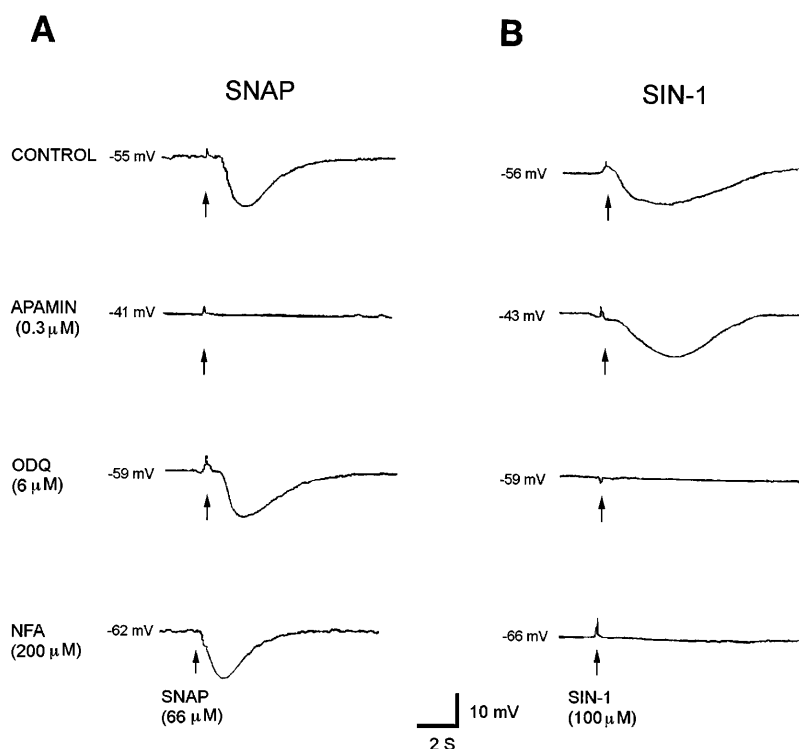 A
B
SNAP
SIN-1
CONTROL
-55 mV
-56 mV
APAMIN
(0.3 µM)
-41 mV
-43 mV
ODQ
(6 µM)
-59 mV
-59 mV
NFA
(200 µM)
-62 mV
-66 mV
SNAP
(66 µM)
10 mV
2 S
SIN-1
(100 µM)